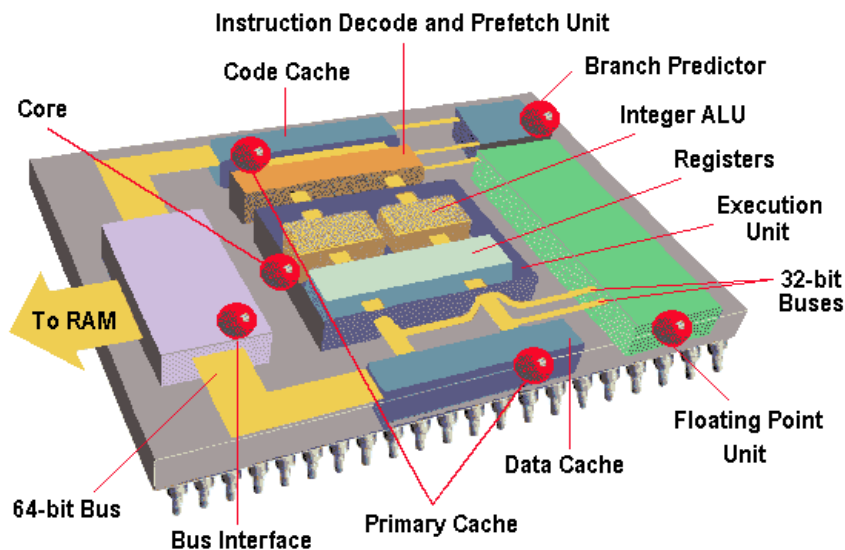 Instruction Decode and Prefetch Unit
Code Cache
Branch Predictor
Core
Integer ALU
Registers
Execution
Unit
32-bit
Buses
To RAM
Floating Point
Unit
Data Cache
64-bit Bus
Primary Cache
Bus Interface